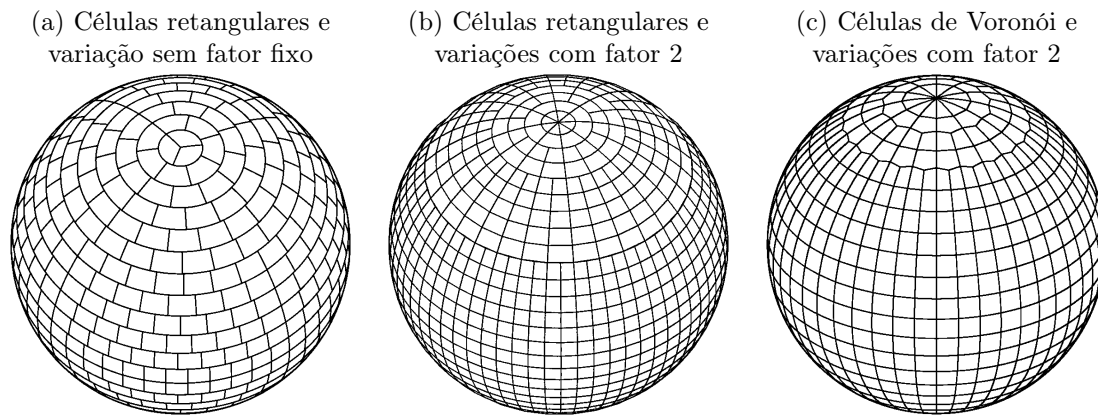 (a) Células retangulares e
variação sem fator fixo
(b) Células retangulares e
variações com fator 2
(c) Células de Voronói e
variações com fator 2